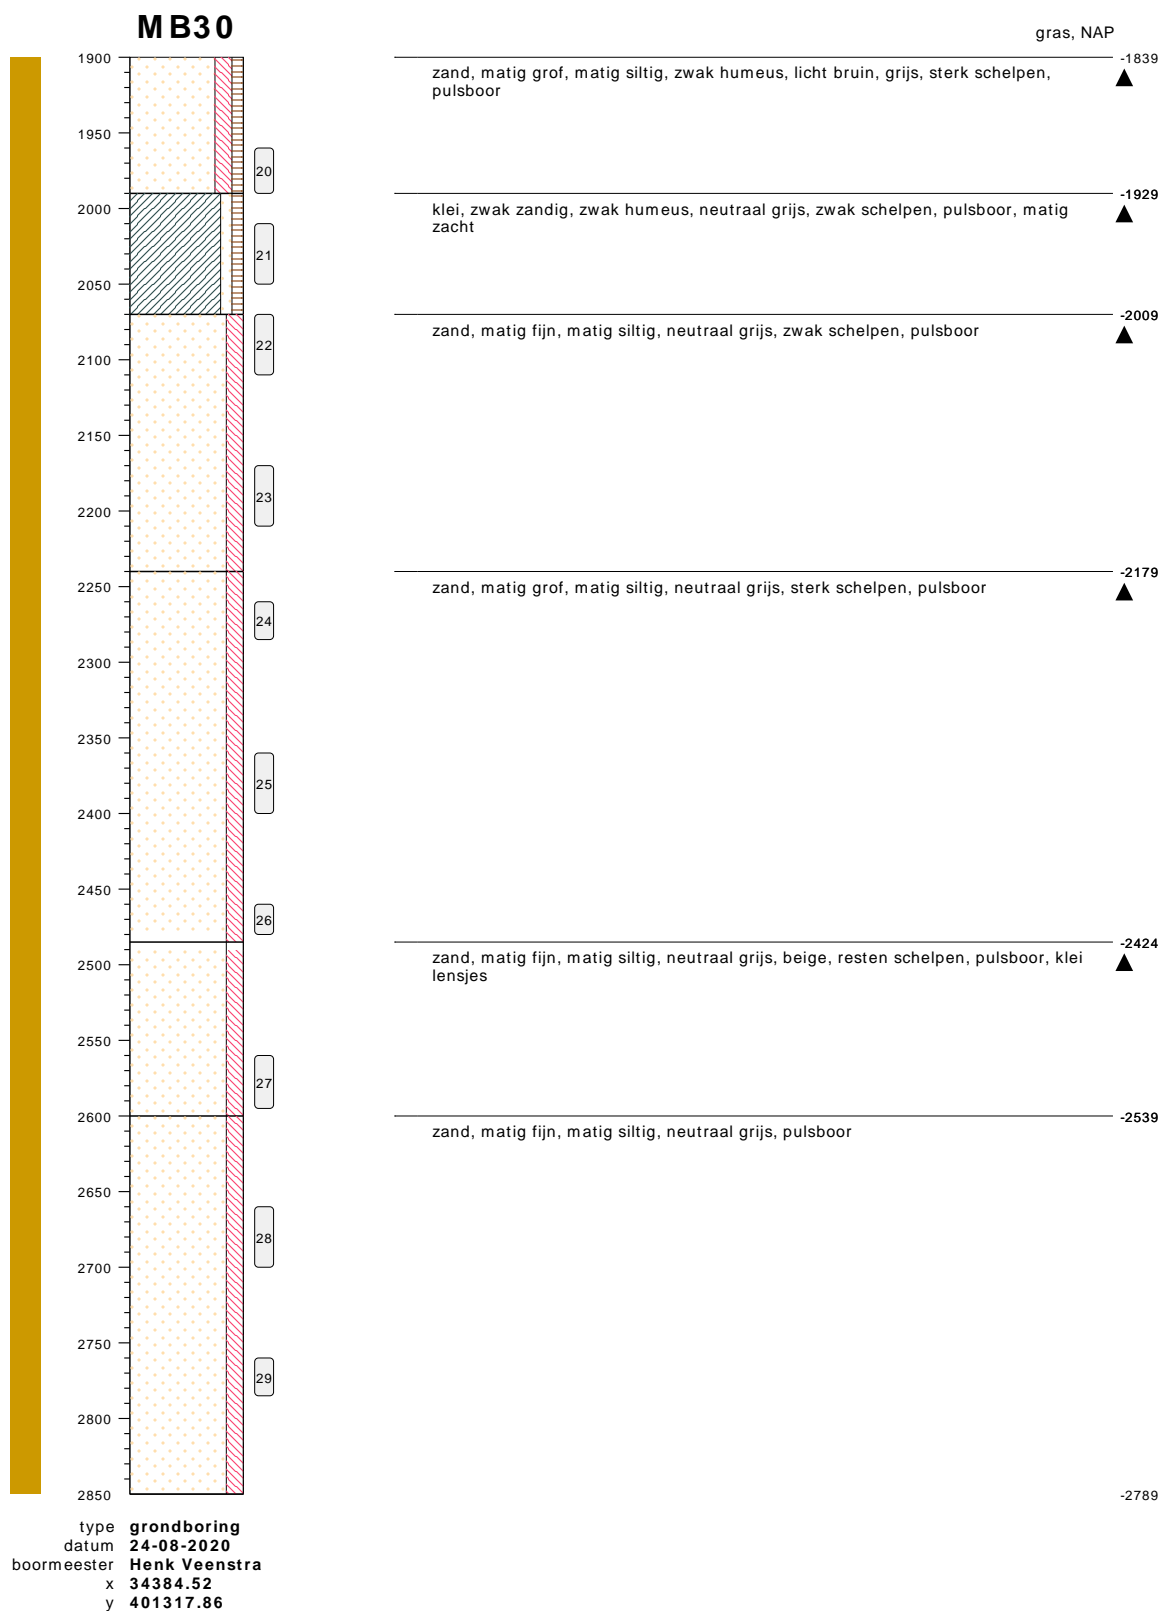 MB30
gras, NAP
1900
-1839
zand, matig grof, matig siltig, zwak humeus, licht bruin, grijs, sterk schelpen,
pulsboor
1950
20
-1929
2000
klei, zwak zandig, zwak humeus, neutraal grijs, zwak schelpen, pulsboor, matig
zacht
21
2050
-2009
zand, matig fijn, matig siltig, neutraal grijs, zwak schelpen, pulsboor
22
2100
2150
23
2200
-2179
2250
zand, matig grof, matig siltig, neutraal grijs, sterk schelpen, pulsboor
24
2300
2350
25
2400
2450
26
-2424
zand, matig fijn, matig siltig, neutraal grijs, beige, resten schelpen, pulsboor, klei
lensjes
2500
2550
27
2600
-2539
zand, matig fijn, matig siltig, neutraal grijs, pulsboor
2650
28
2700
2750
29
2800
2850
-2789
type grondboring
datum 24-08-2020
boormeester Henk Veenstra
x 34384.52
y 401317.86